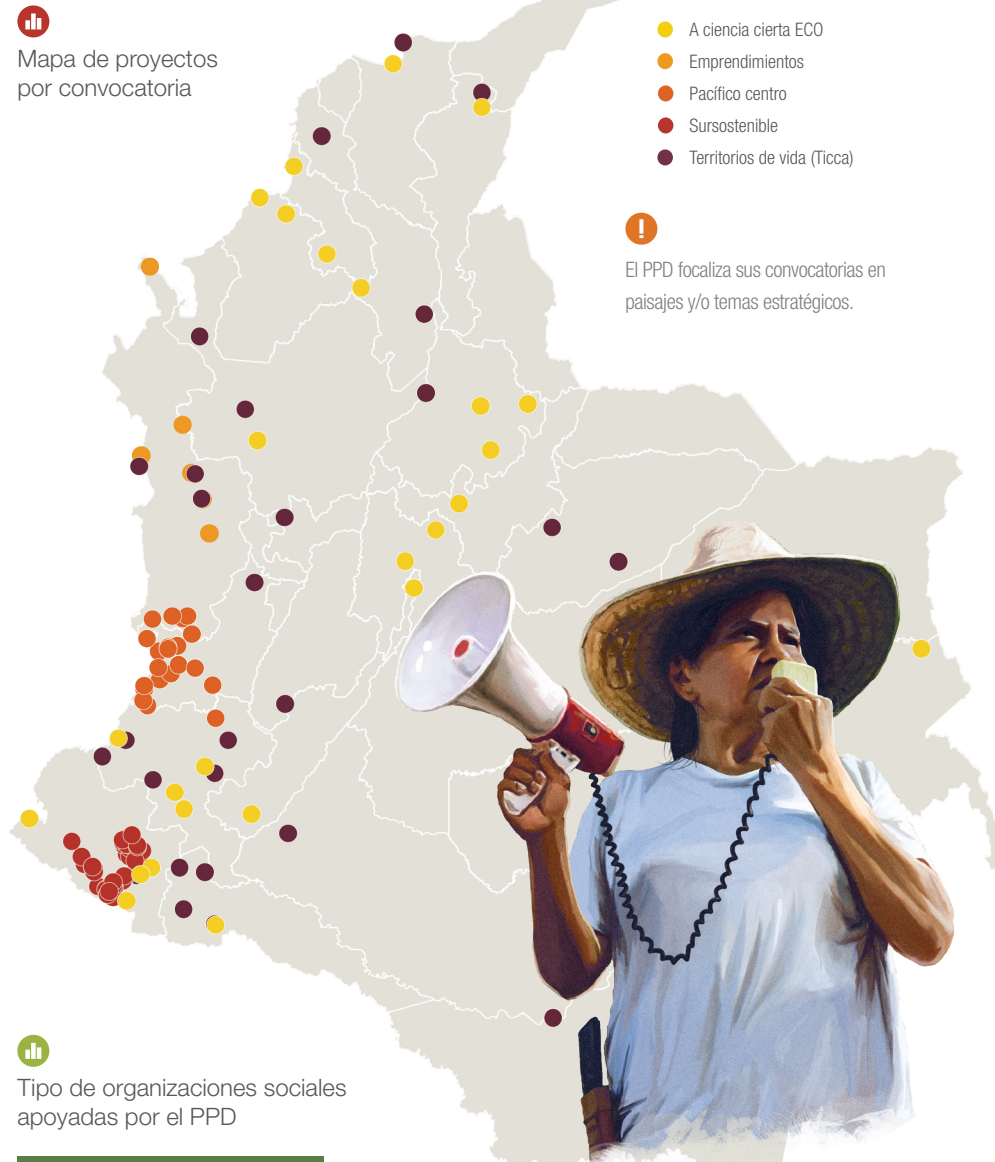 Mapa de proyectos
por convocatoria
A ciencia cierta ECO
Emprendimientos
Pacífico centro
Sursostenible
Territorios de vida (Ticca)
!
El PPD focaliza sus convocatorias en
paisajes y/o temas estratégicos.
Tipo de organizaciones sociales
apoyadas por el PPD